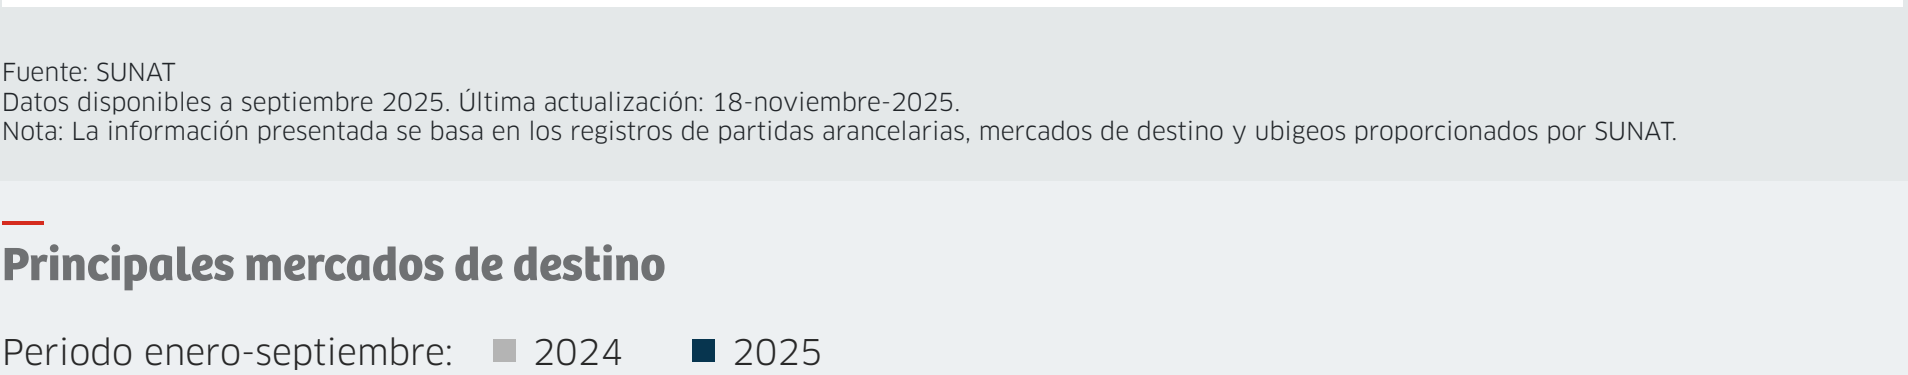 Fuente: SUNAT
Datos disponibles a septiembre 2025. Última actualización: 18-noviembre-2025.
Nota: La información presentada se basa en los registros de partidas arancelarias, mercados de destino y ubigeos proporcionados por SUNAT.
Principales mercados de destino
Periodo enero-septiembre: 2024 2025